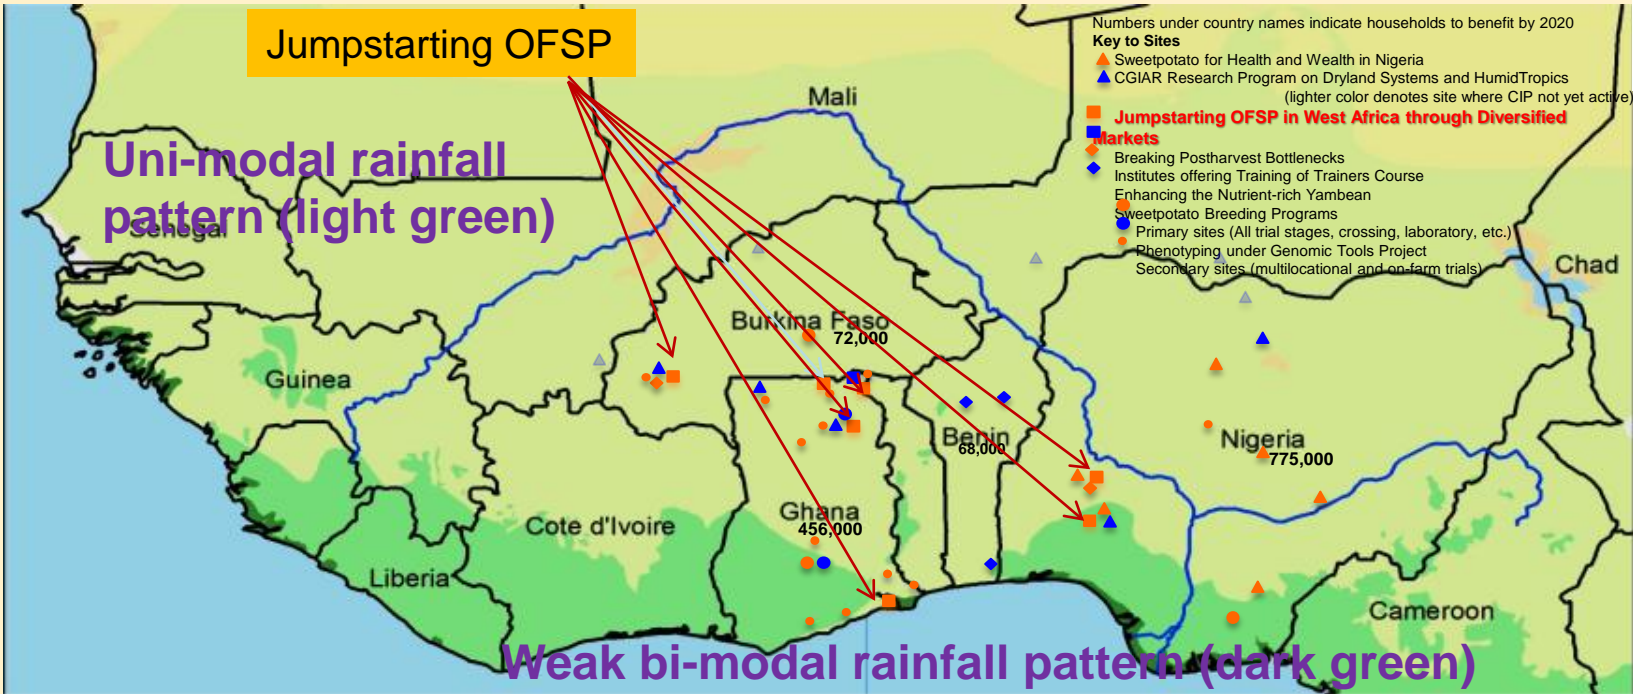 Jumpstarting OFSP
Numbers under country names indicate households to benefit by 2020
Key to Sites
Sweetpotato for Health and Wealth in Nigeria
CGIAR Research Program on Dryland Systems and HumidTropics
(lighter color denotes site where CIP not yet active)
Jumpstarting OFSP in West Africa through Diversified
Markets
Breaking Postharvest Bottlenecks
Institutes offering Training of Trainers Course
Enhancing the Nutrient-rich Yambean
Sweetpotato Breeding Programs
Primary sites (All trial stages, crossing, laboratory, etc.)
Phenotyping under Genomic Tools Project
Secondary sites (multilocational and on-farm trials)
Mali
Uni-modal rainfall
pattern (light green)
Senegal
Chad
Burkina Faso
72,000
Guinea
Benin
68,000
Nigeria
775,000
Ghana
456,000
Cote d'Ivoire
Liberia
Cameroon
Weak bi-modal rainfall pattern (dark green)